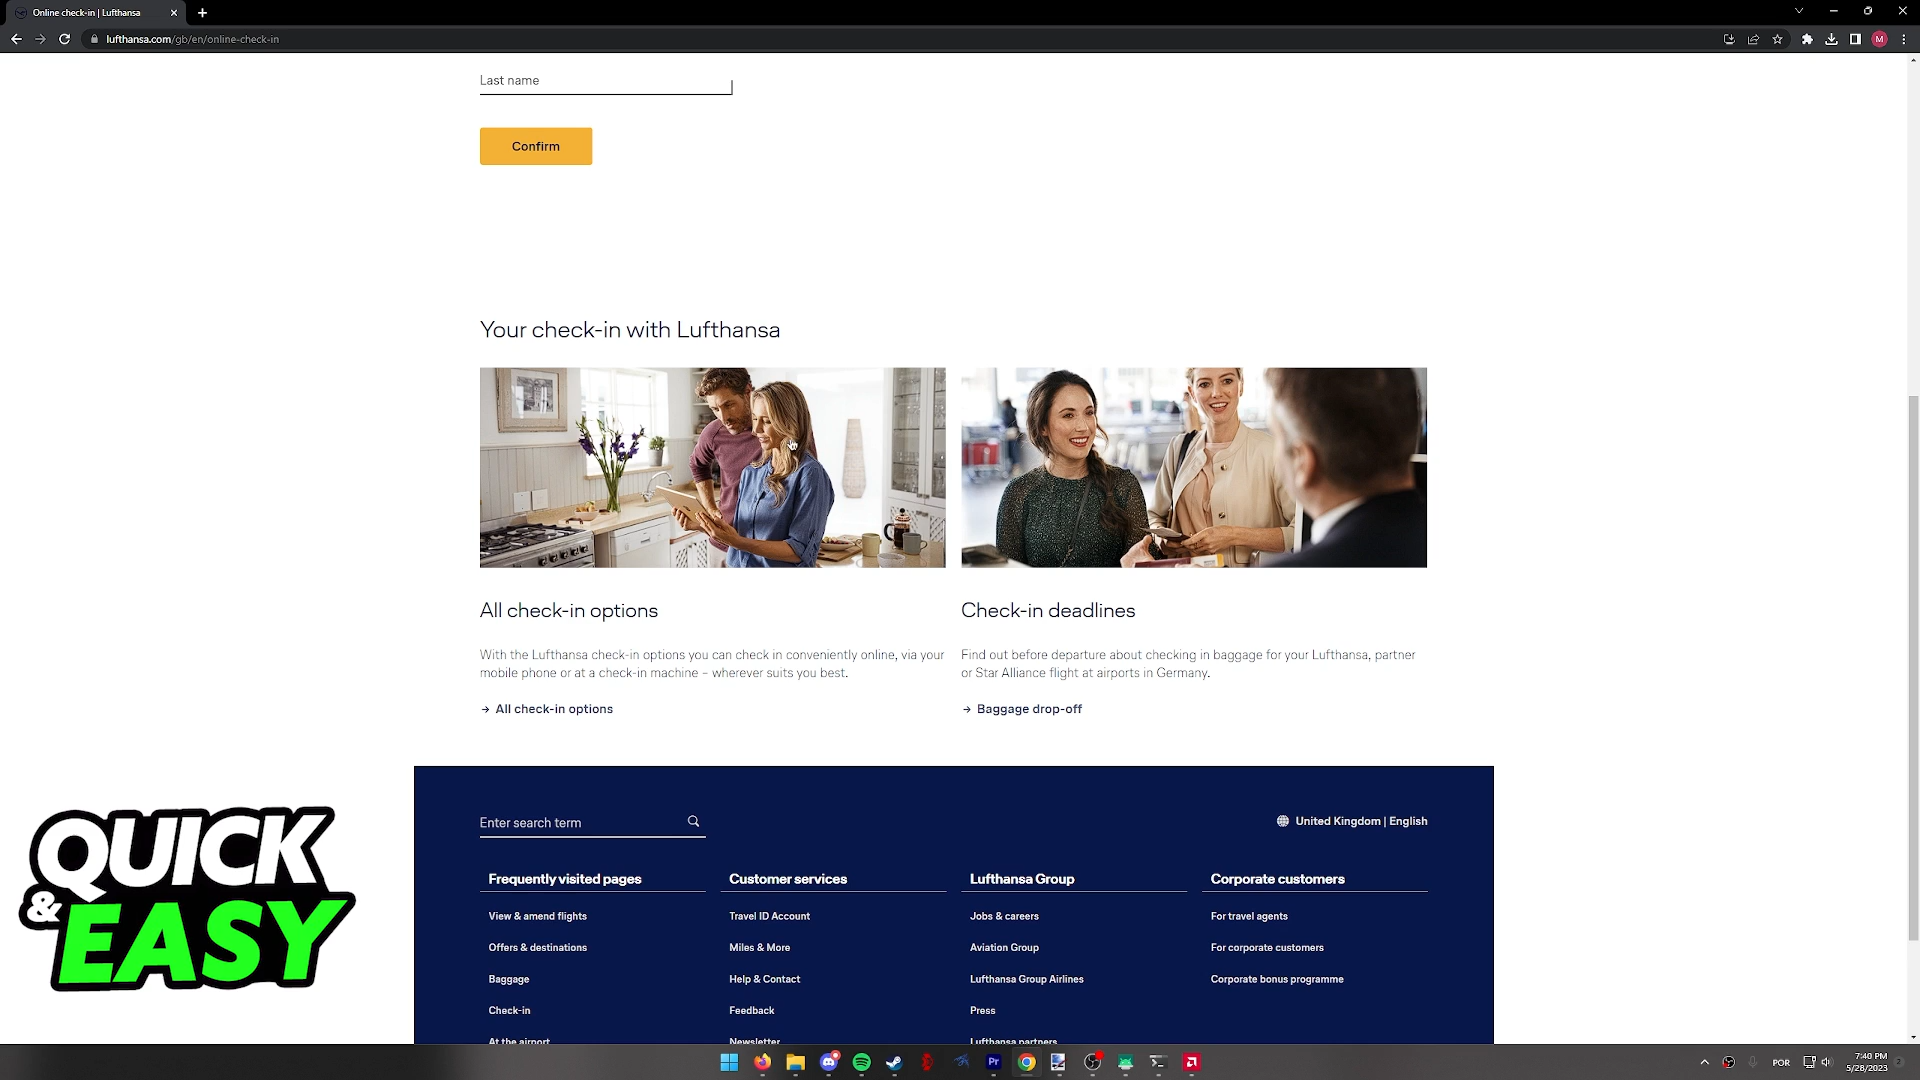 Online check-in | Lufthansa
lufthansa.com/gb/en/online-check-in
M
Last name
Confirm
Your check-in with Lufthansa
All check-in options
With the Lufthansa check-in options you can check in conveniently online, via your
mobile phone or at a check-in machine – wherever suits you best.
→ All check-in options
Check-in deadlines
Find out before departure about checking in baggage for your Lufthansa, partner
or Star Alliance flight at airports in Germany.
→ Baggage drop-off
QUICK
&
EASY
Enter search term
United Kingdom | English
Frequently visited pages
View & amend flights
Offers & destinations
Baggage
Check-in
At the airport
Customer services
Travel ID Account
Miles & More
Help & Contact
Feedback
Newsletter
Lufthansa Group
Jobs & careers
Aviation Group
Lufthansa Group Airlines
Press
Lufthansa partners
Corporate customers
For travel agents
For corporate customers
Corporate bonus programme
Pr
POR
7:40 PM
5/28/2023